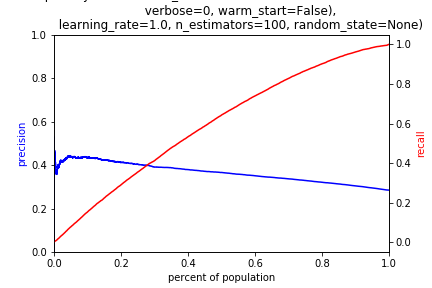 verbose=0, warm_start=False),
learning_rate=1.0, n_estimators=100, random_state=None)
1.0
0.8
0.6
0.4
0.2
0.0
precision
1.0
0.8
0.6
0.4
0.2
0.0
recall
0.0 0.2 0.4 0.6 0.8 1.0
percent of population